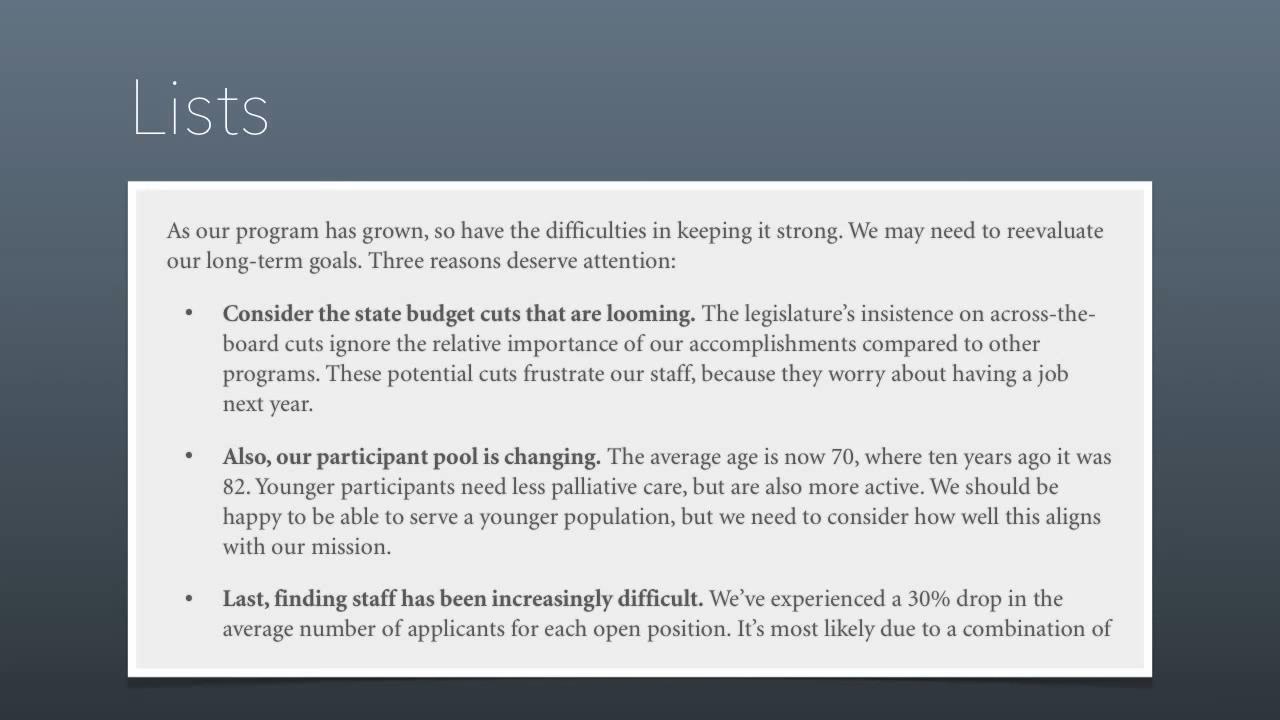 Lists
As our program has grown, so have the difficulties in keeping it strong. We may need to reevaluate
our long-term goals. Three reasons deserve attention:
• Consider the state budget cuts that are looming. The legislature’s insistence on across-the-
board cuts ignore the relative importance of our accomplishments compared to other
programs. These potential cuts frustrate our staff, because they worry about having a job
next year.
• Also, our participant pool is changing. The average age is now 70, where ten years ago it was
82. Younger participants need less palliative care, but are also more active. We should be
happy to be able to serve a younger population, but we need to consider how well this aligns
with our mission.
• Last, finding staff has been increasingly difficult. We’ve experienced a 30% drop in the
average number of applicants for each open position. It’s most likely due to a combination of